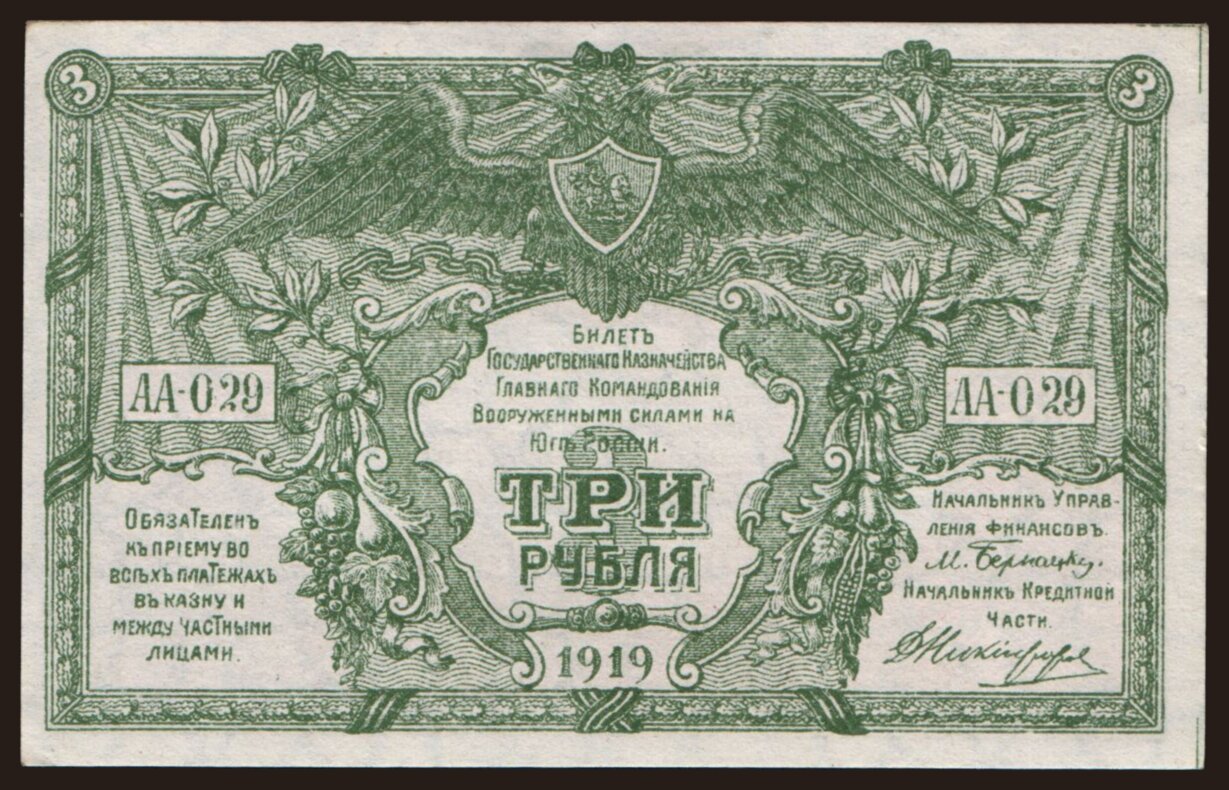 3
3
БИЛЕТЪ
ГОСУДАРСТВЕННАГО КАЗНАЧЕЙСТВА
ГЛАВНАГО КОМАНДОВАНІЯ
ВООРУЖЕННЫМИ СИЛАМИ НА
ЮГѢ РОССІИ.
3
ТРИ
РУБЛЯ
1919
АА-029
АА-029
ОБЯЗАТЕЛЕНЪ
КЪ ПРІЕМУ ВО
ВСѢХЪ ПЛАТЕЖАХЪ
ВЪ КАЗНУ И
МЕЖДУ ЧАСТНЫМИ
ЛИЦАМИ.
НАЧАЛЬНИКЪ УПРАВ-
ЛЕНІЯ ФИНАНСОВЪ.
М. Бернацкій.
НАЧАЛЬНИКЪ КРЕДИТНОЙ
ЧАСТИ.
Д Никифоров